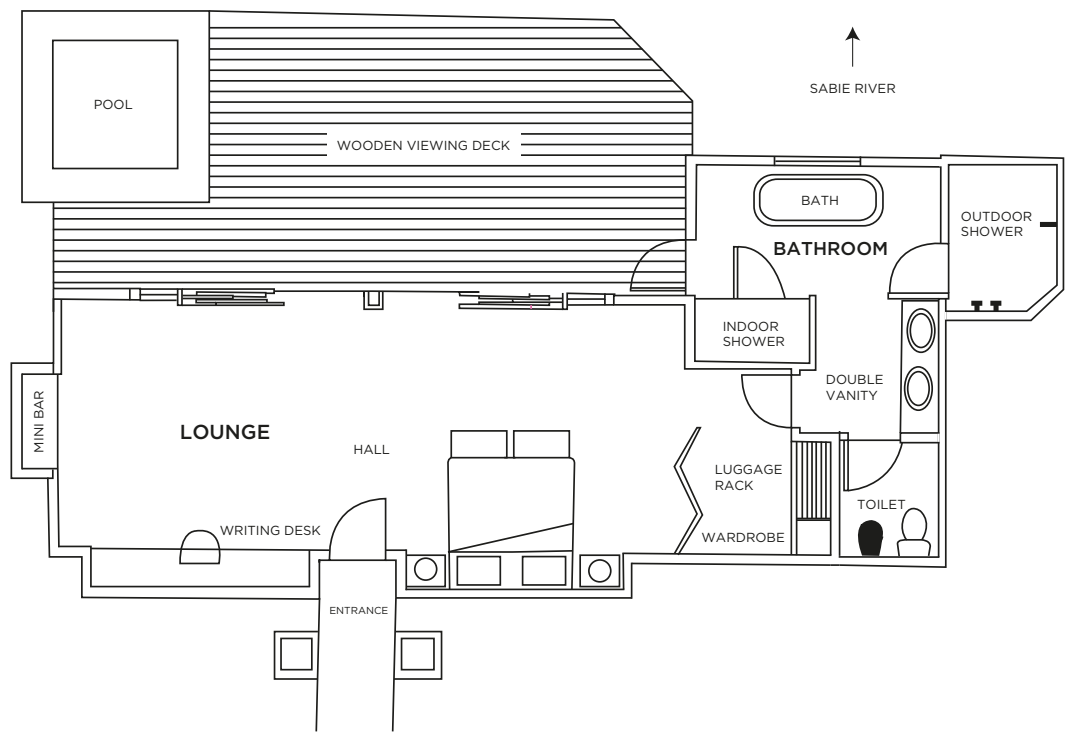 SABIE RIVER
POOL
WOODEN VIEWING DECK
BATH
OUTDOOR
SHOWER
BATHROOM
INDOOR
SHOWER
DOUBLE
VANITY
MINI BAR
LOUNGE
HALL
LUGGAGE
RACK
TOILET
WRITING DESK
WARDROBE
ENTRANCE